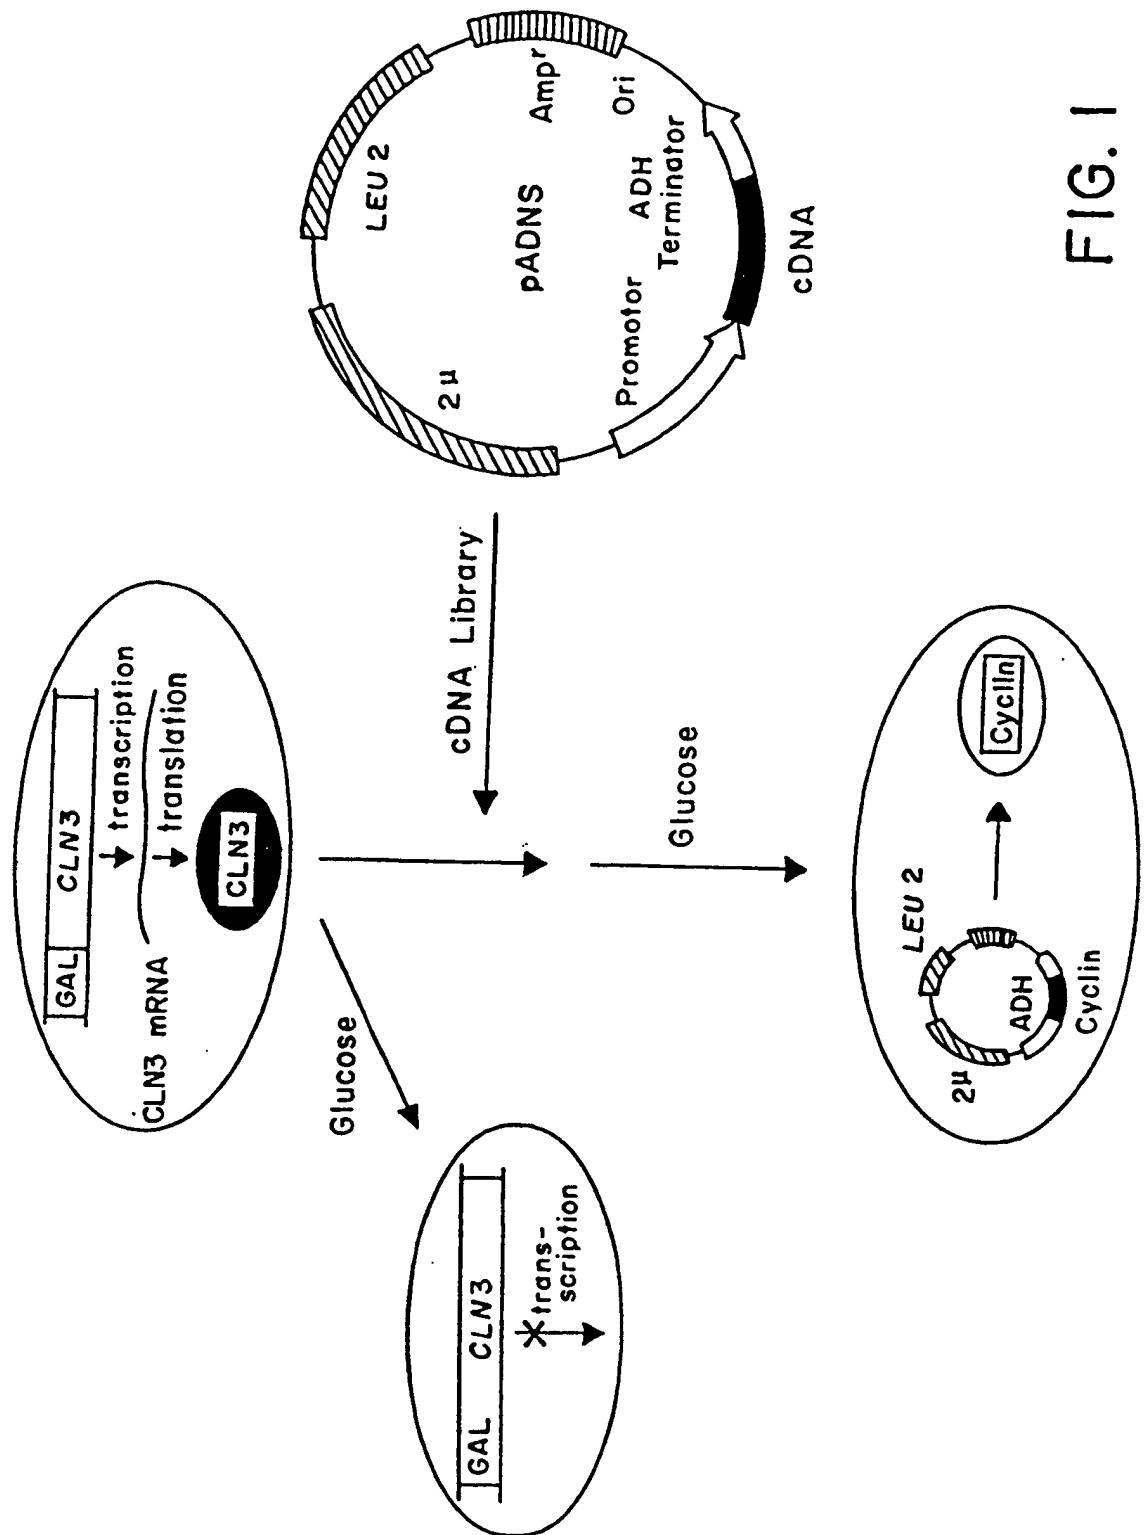 GAL CLN3
transcription
CLN3 mRNA
translation
CLN3
Glucose
GAL CLN3
trans-
scription
cDNA Library
Glucose
LEU 2
2μ
pADNS
Ampr
Ori
Promotor
ADH
Terminator
cDNA
LEU 2
2μ
ADH
Cyclin
Cyclin
FIG. 1